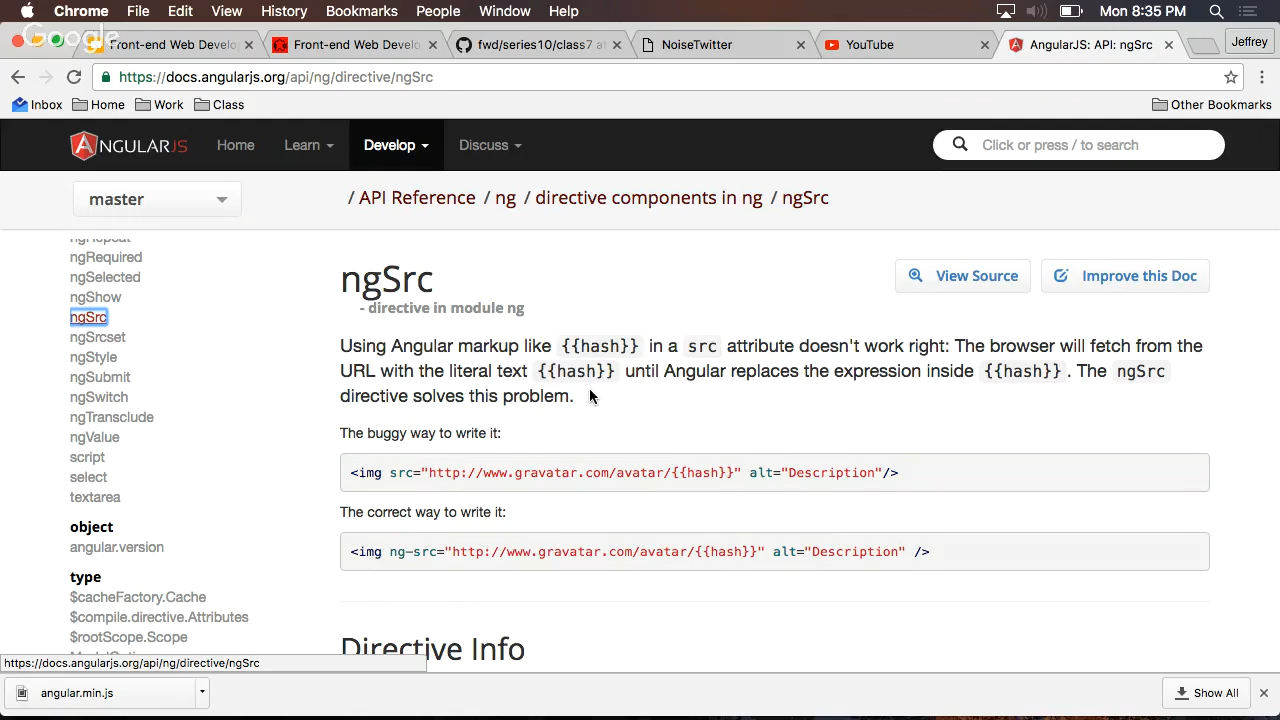 Chrome File Edit View History Bookmarks People Window Help Mon 8:35 PM
Google
Front-end Web Develo Front-end Web Develo fwd/series10/class7 at NoiseTwitter YouTube AngularJS: API: ngSrc Jeffrey
https://docs.angularjs.org/api/ng/directive/ngSrc
Inbox Home Work Class Other Bookmarks
ANGULARJS Home Learn Develop Discuss Click or press / to search
master / API Reference / ng / directive components in ng / ngSrc
ngRepeat
ngRequired
ngSelected
ngShow
ngSrc
ngSrcset
ngStyle
ngSubmit
ngSwitch
ngTransclude
ngValue
script
select
textarea
object
angular.version
type
$cacheFactory.Cache
$compile.directive.Attributes
$rootScope.Scope
ngSrc
View Source Improve this Doc
- directive in module ng
Using Angular markup like {{hash}} in a src attribute doesn't work right: The browser will fetch from the
URL with the literal text {{hash}} until Angular replaces the expression inside {{hash}}. The ngSrc
directive solves this problem.
The buggy way to write it:
<img src="http://www.gravatar.com/avatar/{{hash}}" alt="Description"/>
The correct way to write it:
<img ng-src="http://www.gravatar.com/avatar/{{hash}}" alt="Description" />
Directive Info
https://docs.angularjs.org/api/ng/directive/ngSrc
angular.min.js Show All